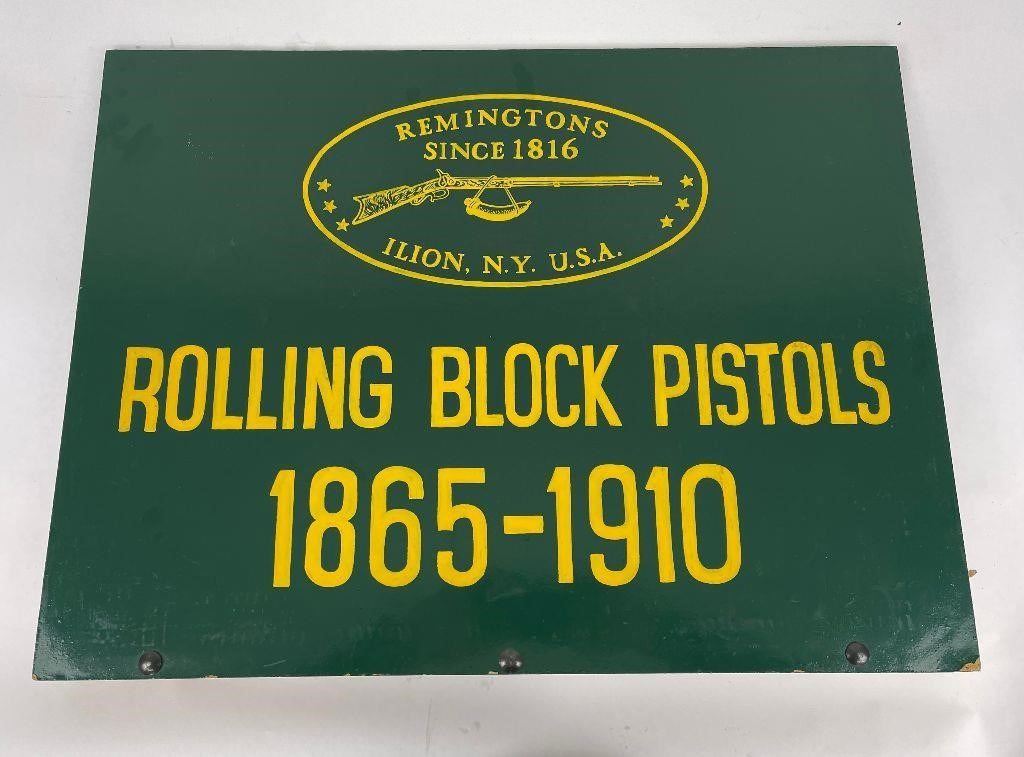 REMINGTONS
SINCE 1816
ILION, N.Y. U.S.A.
ROLLING BLOCK PISTOLS
1865-1910